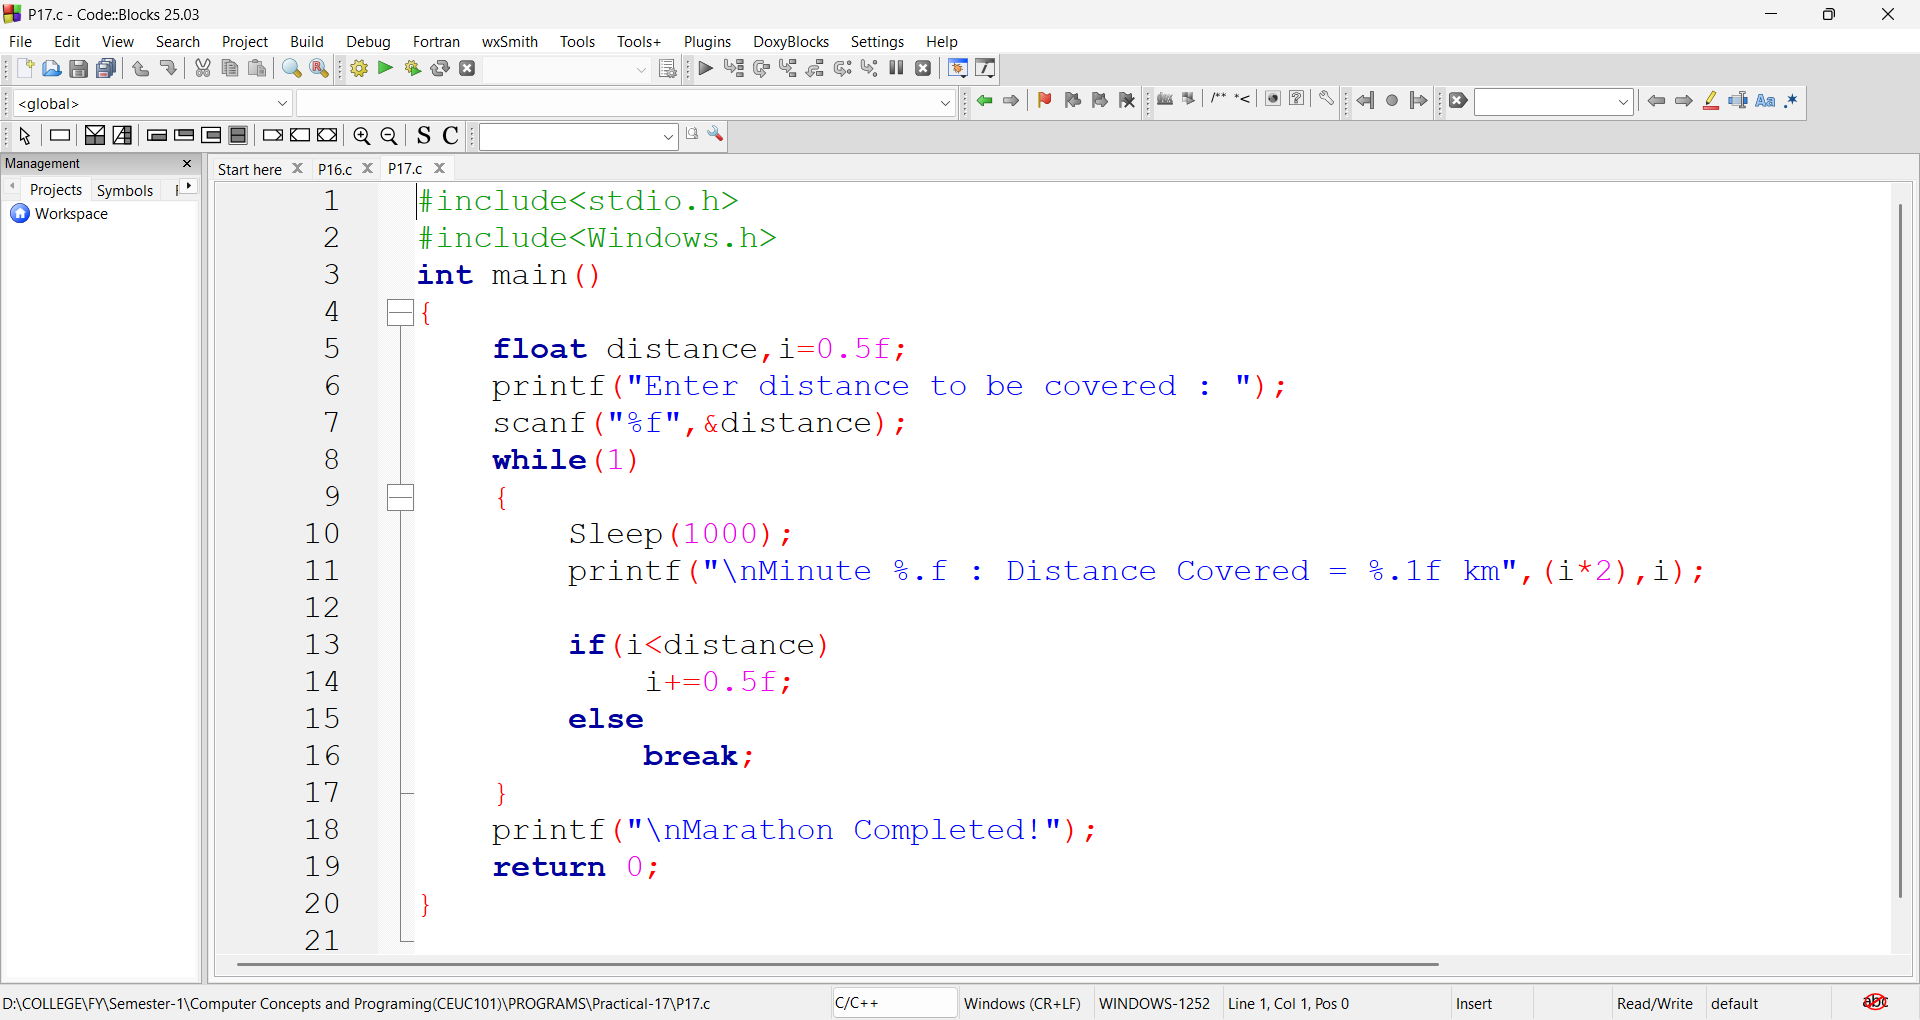 P17.c - Code::Blocks 25.03
File Edit View Search Project Build Debug Fortran wxSmith Tools Tools+ Plugins DoxyBlocks Settings Help
<global>
/** *<
Aa .*
S C
Management
Start here P16.c P17.c
Projects Symbols
Workspace
1 #include<stdio.h>
2 #include<Windows.h>
3 int main()
4 {
5 float distance,i=0.5f;
6 printf("Enter distance to be covered : ");
7 scanf("%f",&distance);
8 while(1)
9 {
10 Sleep(1000);
11 printf("\nMinute %.f : Distance Covered = %.1f km",(i*2),i);
12
13 if(i<distance)
14 i+=0.5f;
15 else
16 break;
17 }
18 printf("\nMarathon Completed!");
19 return 0;
20 }
21
D:\COLLEGE\FY\Semester-1\Computer Concepts and Programing(CEUC101)\PROGRAMS\Practical-17\P17.c C/C++ Windows (CR+LF) WINDOWS-1252 Line 1, Col 1, Pos 0 Insert Read/Write default abc